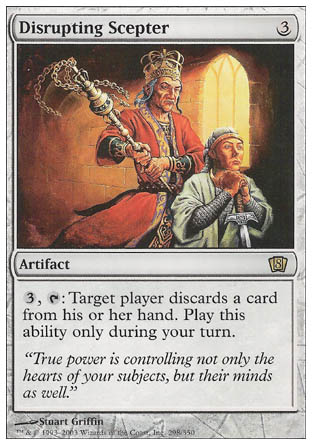 Disrupting Scepter 3
Artifact 8
3, : Target player discards a card
from his or her hand. Play this
ability only during your turn.
“True power is controlling not only the
hearts of your subjects, but their minds
as well.”
Stuart Griffin
™ & © 1993–2003 Wizards of the Coast, Inc. 298/350